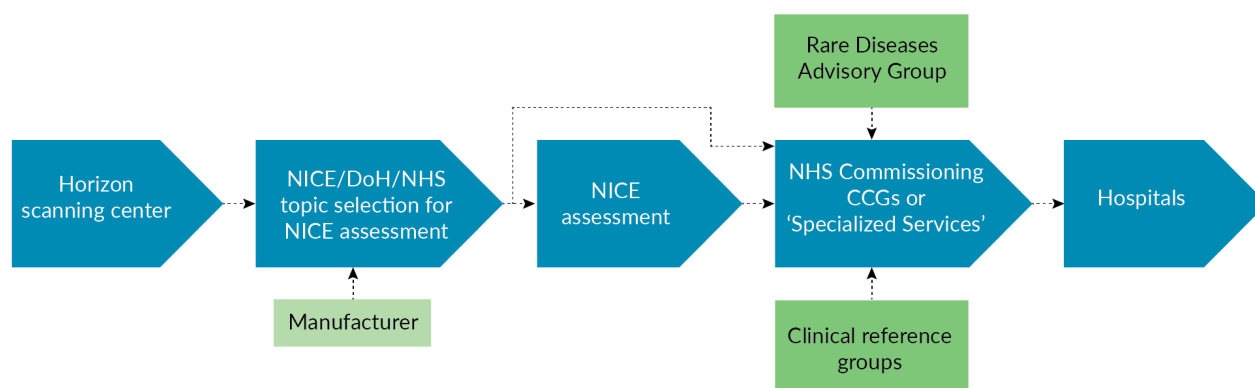 Rare Diseases
Advisory Group
Horizon
scanning center
NICE/DoH/NHS
topic selection for
NICE assessment
NICE
assessment
NHS Commissioning
CCGs or
‘Specialized Services’
Hospitals
Manufacturer
Clinical reference
groups